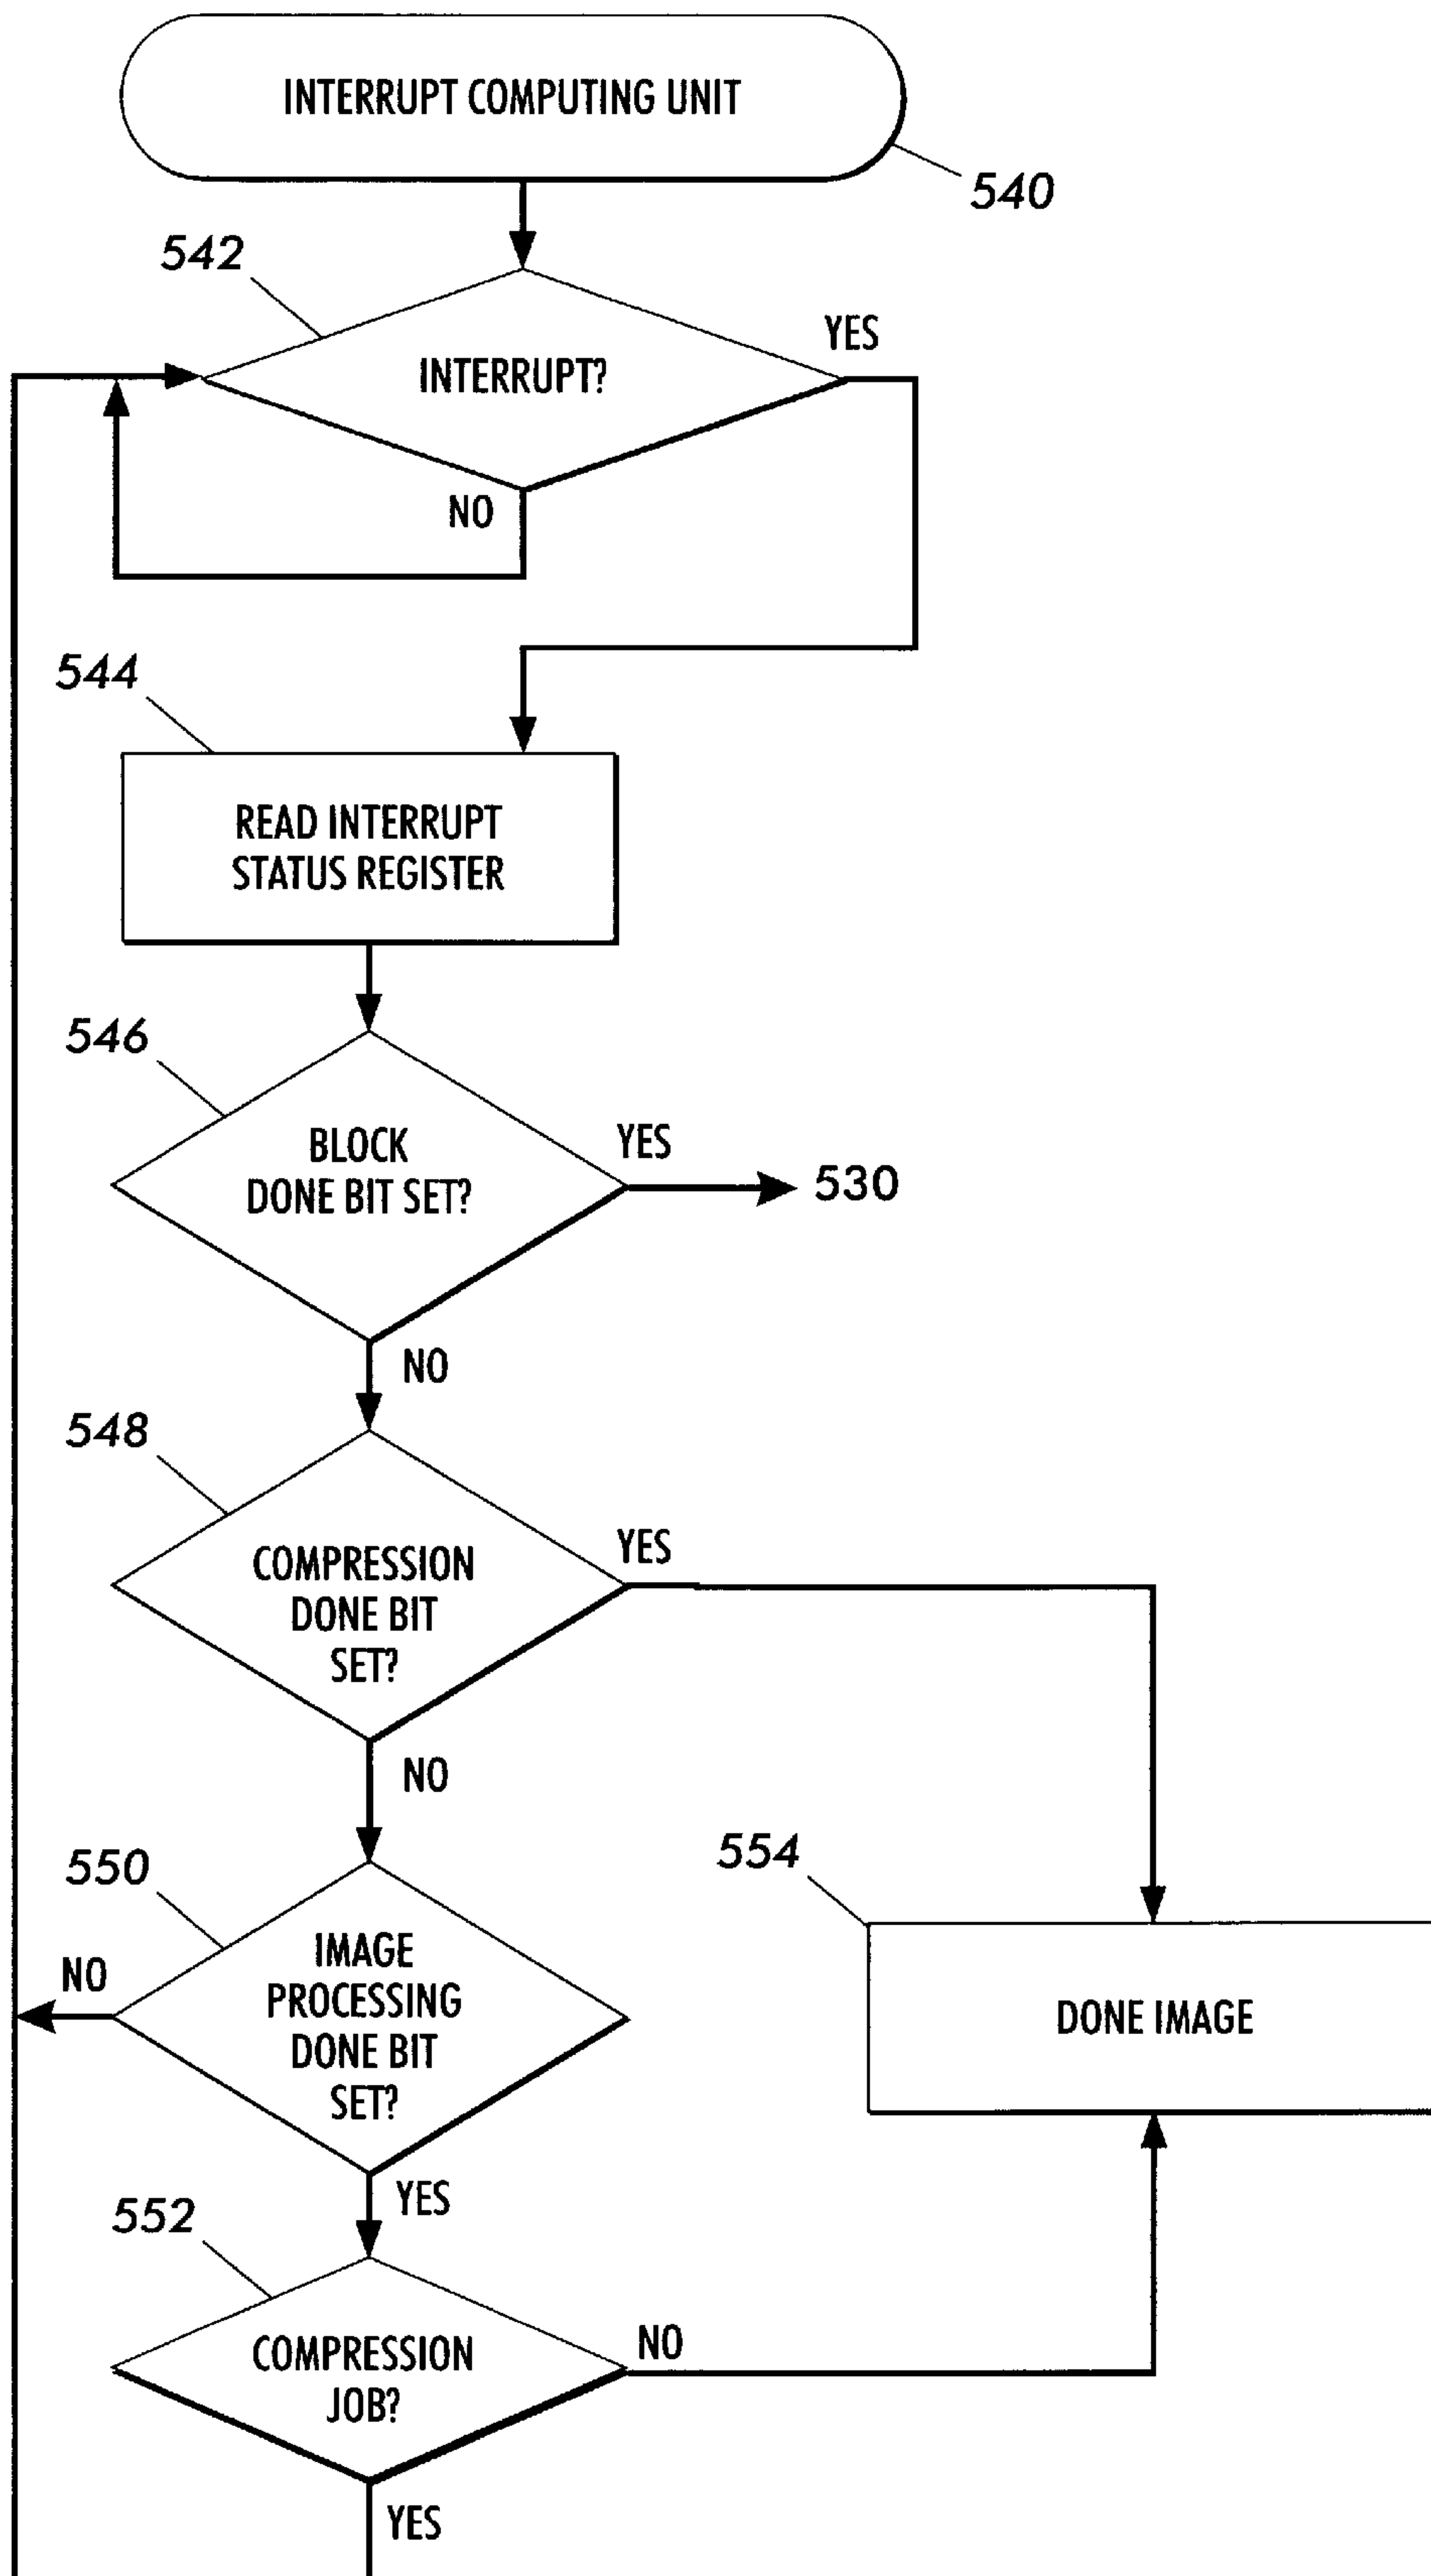 INTERRUPT COMPUTING UNIT
540
542
YES
INTERRUPT?
NO
544
READ INTERRUPT
STATUS REGISTER
546
BLOCK
DONE BIT SET?
YES
530
NO
548
COMPRESSION
DONE BIT
SET?
YES
NO
550
554
NO
IMAGE
PROCESSING
DONE BIT
SET?
DONE IMAGE
YES
552
COMPRESSION
JOB?
NO
YES